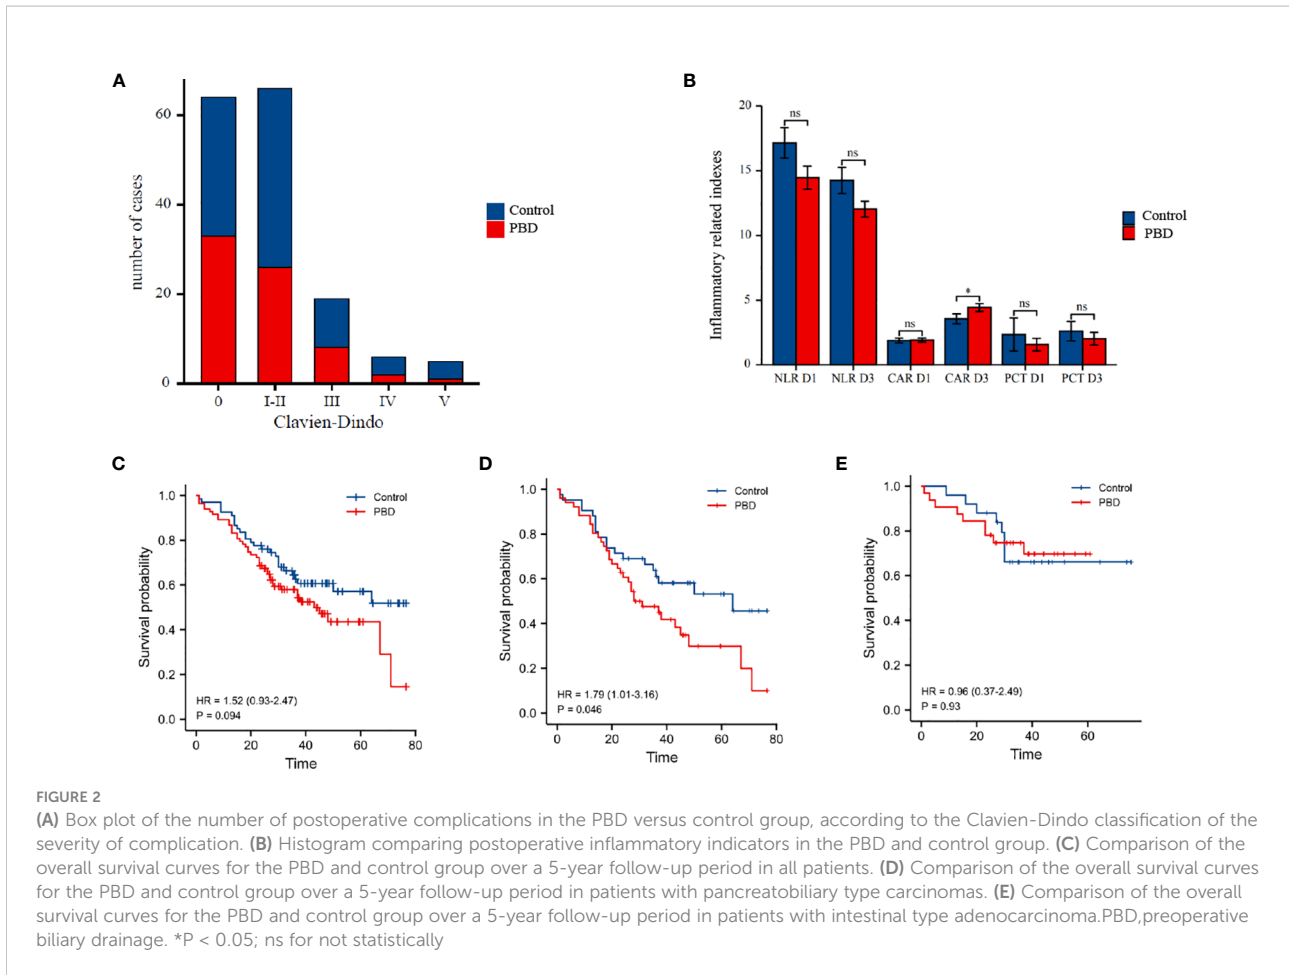 A
60
40
20
0
number of cases
0 I-II III IV V
Clavien-Dindo
Control
PBD
B
20
15
10
5
0
Inflammatory related indexes
ns
ns
ns
*
ns
ns
NLR D1 NLR D3 CAR D1 CAR D3 PCT D1 PCT D3
Control
PBD
C
1.0
0.8
0.6
0.4
0.2
0.0
Survival probability
Control
PBD
HR = 1.52 (0.93-2.47)
P = 0.094
0 20 40 60 80
Time
D
1.0
0.8
0.6
0.4
0.2
0.0
Survival probability
Control
PBD
HR = 1.79 (1.01-3.16)
P = 0.046
0 20 40 60 80
Time
E
1.0
0.8
0.6
0.4
0.2
0.0
Survival probability
Control
PBD
HR = 0.96 (0.37-2.49)
P = 0.93
0 20 40 60
Time
FIGURE 2
(A) Box plot of the number of postoperative complications in the PBD versus control group, according to the Clavien-Dindo classification of the
severity of complication. (B) Histogram comparing postoperative inflammatory indicators in the PBD and control group. (C) Comparison of the
overall survival curves for the PBD and control group over a 5-year follow-up period in all patients. (D) Comparison of the overall survival curves
for the PBD and control group over a 5-year follow-up period in patients with pancreatobiliary type carcinomas. (E) Comparison of the overall
survival curves for the PBD and control group over a 5-year follow-up period in patients with intestinal type adenocarcinoma.PBD,preoperative
biliary drainage. *P < 0.05; ns for not statistically